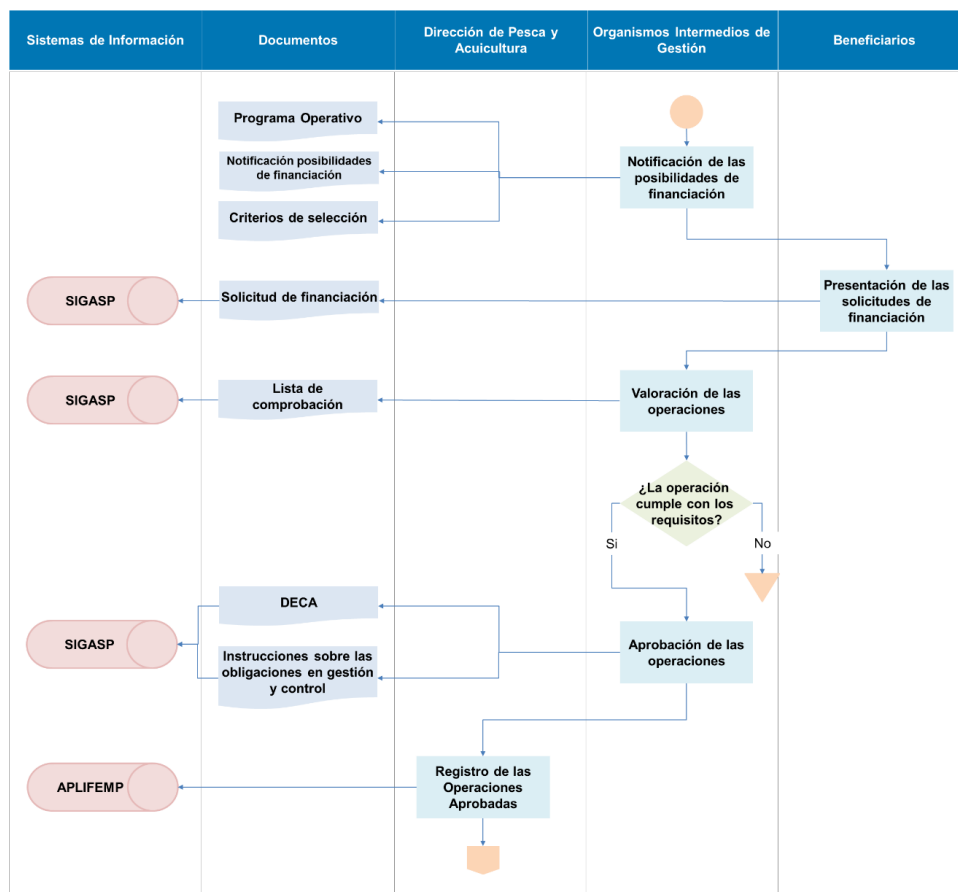 Sistemas de Información
Documentos
Dirección de Pesca y
Acuicultura
Organismos Intermedios de
Gestión
Beneficiarios
Programa Operativo
Notificación posibilidades
de financiación
Criterios de selección
Notificación de las
posibilidades de
financiación
SIGASP
Solicitud de financiación
Presentación de las
solicitudes de
financiación
SIGASP
Lista de
comprobación
Valoración de las
operaciones
¿La operación
cumple con los
requisitos?
Si
No
SIGASP
DECA
Instrucciones sobre las
obligaciones en gestión
y control
Aprobación de las
operaciones
APLIFEMP
Registro de las
Operaciones
Aprobadas